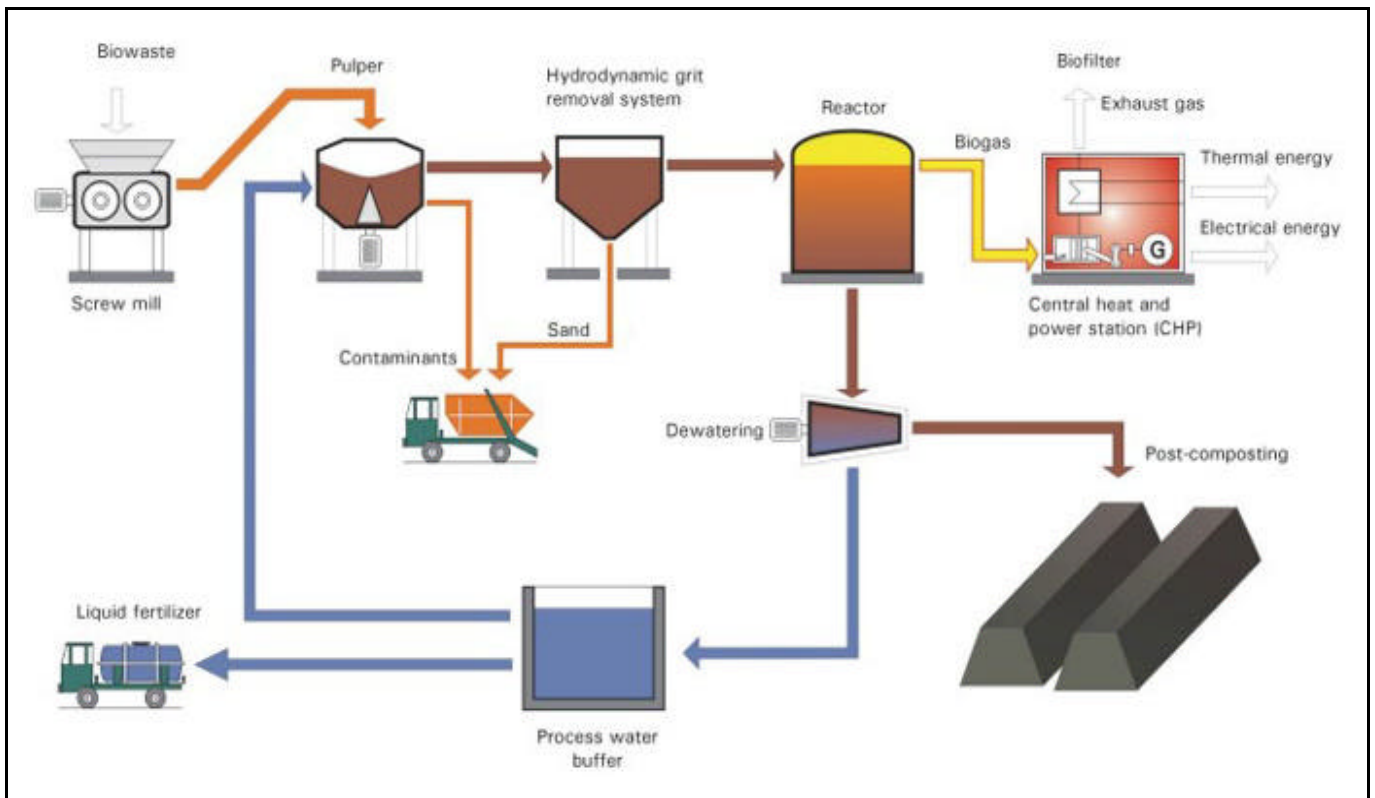 Biowaste
Pulper
Hydrodynamic grit
removal system
Reactor
Biofilter
Exhaust gas
Biogas
Thermal energy
Electrical energy
G
Screw mill
Central heat and
power station (CHP)
Sand
Contaminants
Dewatering
Post-composting
Liquid fertilizer
Process water
buffer